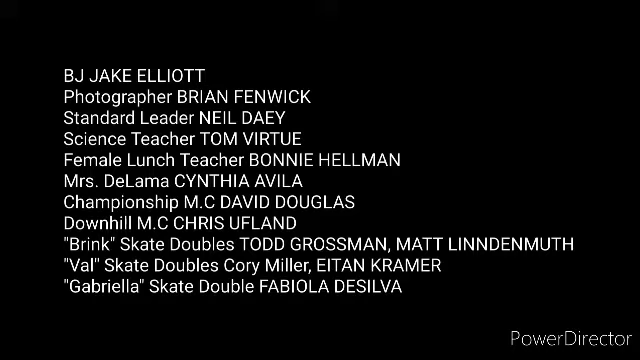 BJ JAKE ELLIOTT
Photographer BRIAN FENWICK
Standard Leader NEIL DAEY
Science Teacher TOM VIRTUE
Female Lunch Teacher BONNIE HELLMAN
Mrs. DeLama CYNTHIA AVILA
Championship M.C DAVID DOUGLAS
Downhill M.C CHRIS UFLAND
"Brink" Skate Doubles TODD GROSSMAN, MATT LINNDENMUTH
"Val" Skate Doubles Cory Miller, EITAN KRAMER
"Gabriella" Skate Double FABIOLA DESILVA
PowerDirector